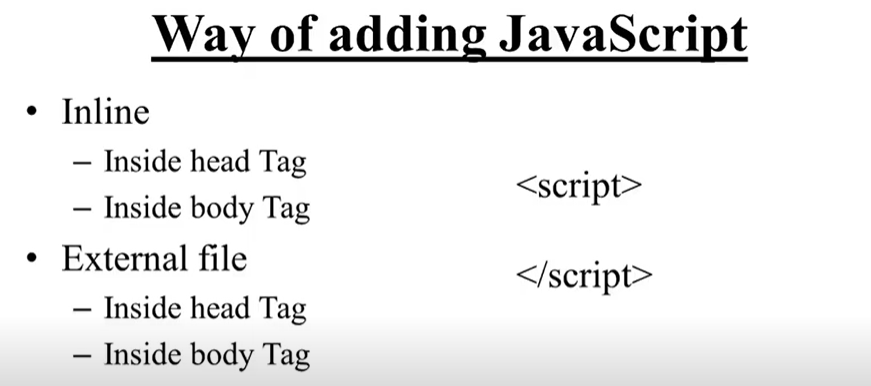 Way of adding JavaScript
• Inline
– Inside head Tag
– Inside body Tag
• External file
– Inside head Tag
– Inside body Tag
<script>
</script>